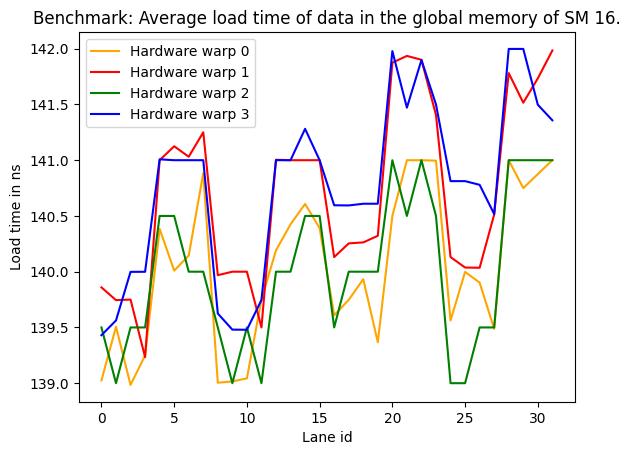 Benchmark: Average load time of data in the global memory of SM 16.
Hardware warp 0
Hardware warp 1
Hardware warp 2
Hardware warp 3
142.0
141.5
141.0
140.5
140.0
139.5
139.0
Load time in ns
0 5 10 15 20 25 30
Lane id